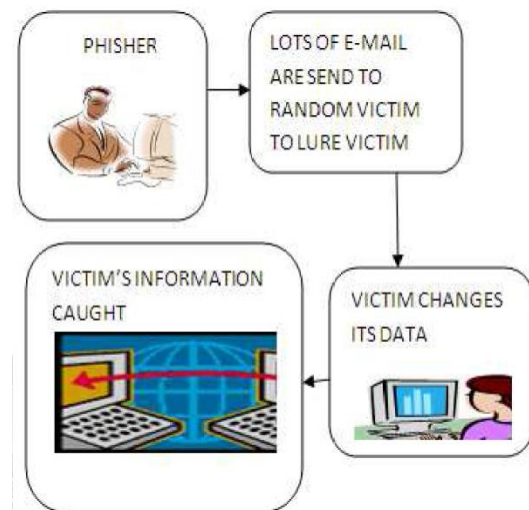 PHISHER
LOTS OF E-MAIL
ARE SEND TO
RANDOM VICTIM
TO LURE VICTIM
VICTIM CHANGES
ITS DATA
VICTIM'S INFORMATION
CAUGHT